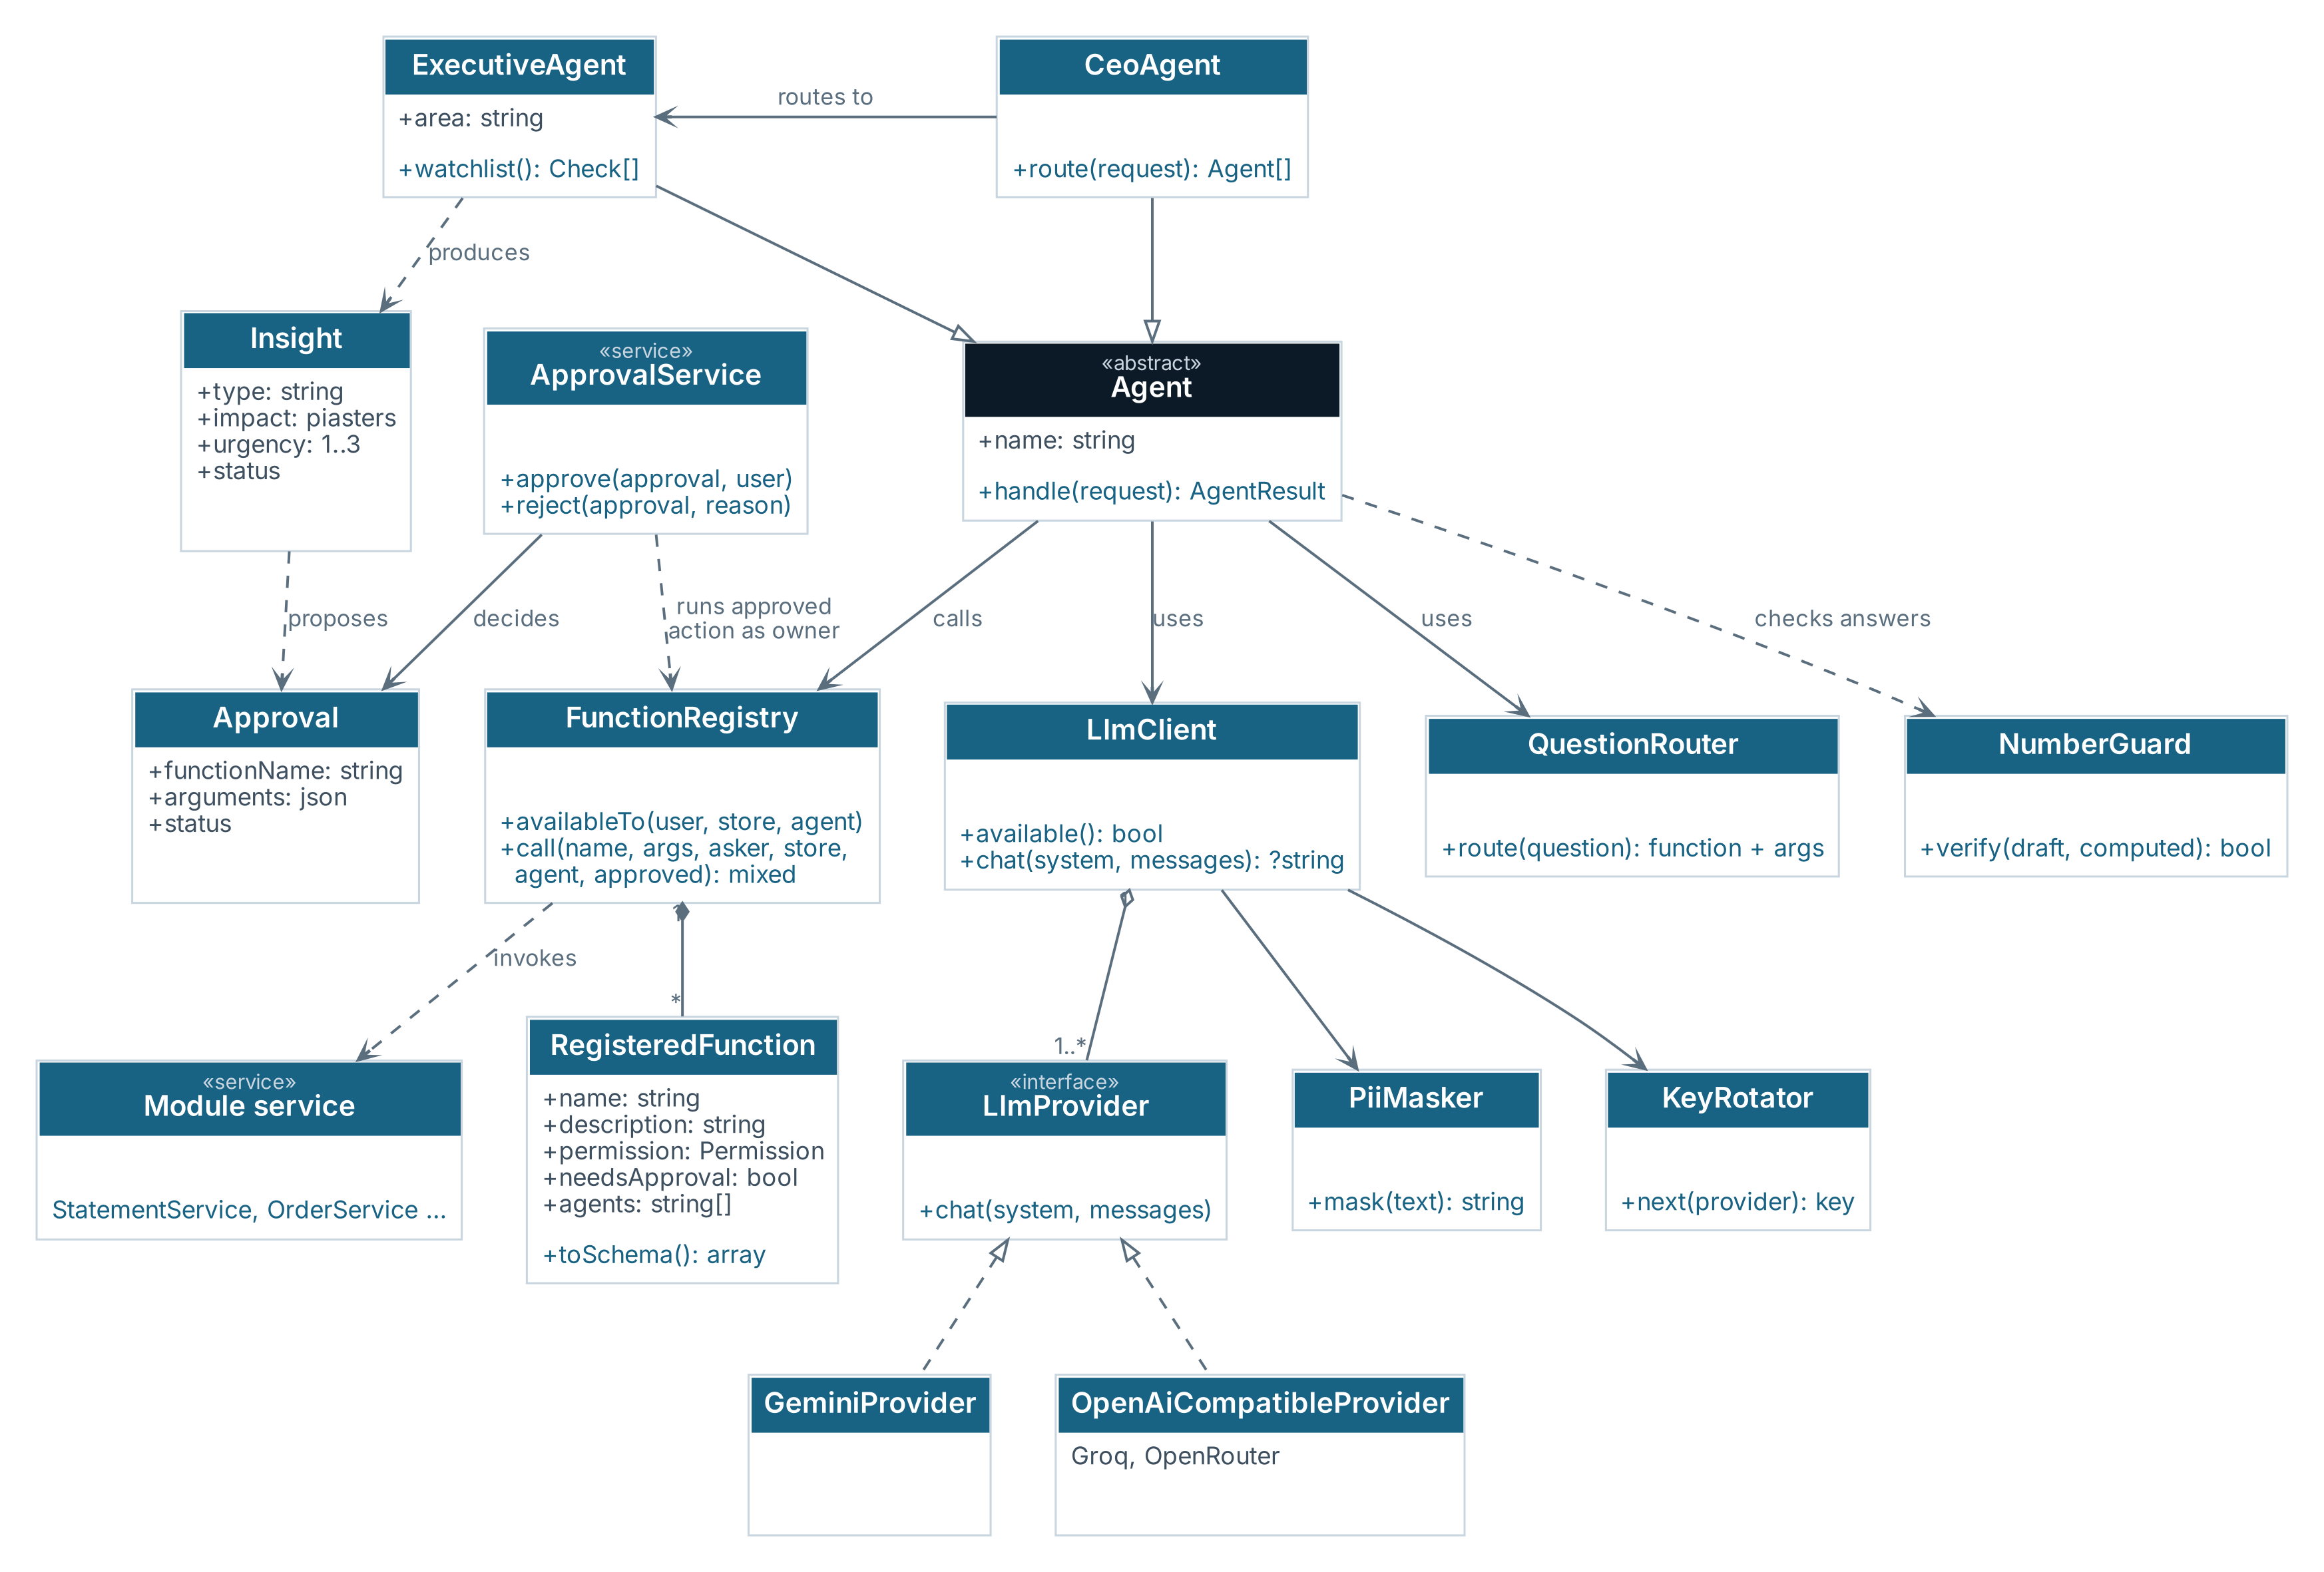 ExecutiveAgent
+area: string
+watchlist(): Check[]
routes to
CeoAgent
+route(request): Agent[]
produces
Insight
+type: string
+impact: piasters
+urgency: 1..3
+status
«service»
ApprovalService
+approve(approval, user)
+reject(approval, reason)
«abstract»
Agent
+name: string
+handle(request): AgentResult
proposes
decides
runs approved
action as owner
calls
uses
uses
checks answers
Approval
+functionName: string
+arguments: json
+status
FunctionRegistry
+availableTo(user, store, agent)
+call(name, args, asker, store,
agent, approved): mixed
LlmClient
+available(): bool
+chat(system, messages): ?string
QuestionRouter
+route(question): function + args
NumberGuard
+verify(draft, computed): bool
invokes
*
1..*
«service»
Module service
StatementService, OrderService ...
RegisteredFunction
+name: string
+description: string
+permission: Permission
+needsApproval: bool
+agents: string[]
+toSchema(): array
«interface»
LlmProvider
+chat(system, messages)
PiiMasker
+mask(text): string
KeyRotator
+next(provider): key
GeminiProvider
OpenAiCompatibleProvider
Groq, OpenRouter